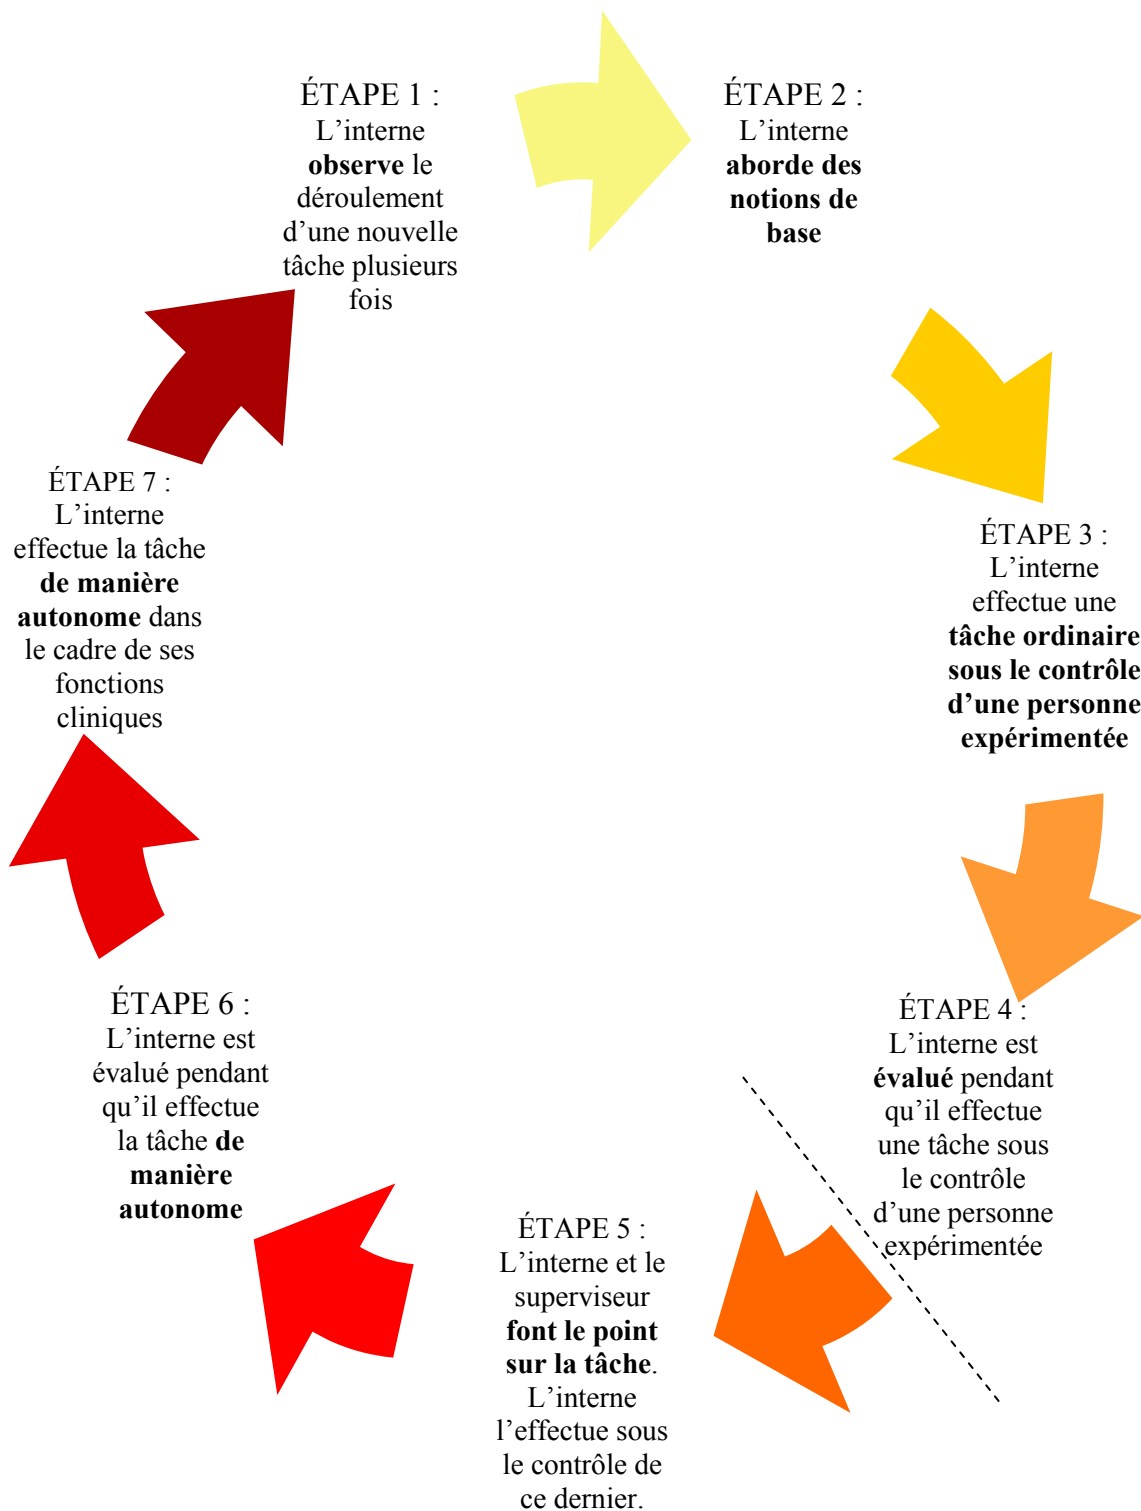 ÉTAPE 1 :
L’interne
observe le
déroulement
d’une nouvelle
tâche plusieurs
fois
ÉTAPE 2 :
L’interne
aborde des
notions de
base
ÉTAPE 3 :
L’interne
effectue une
tâche ordinaire
sous le contrôle
d’une personne
expérimentée
ÉTAPE 4 :
L’interne est
évalué pendant
qu’il effectue
une tâche sous
le contrôle
d’une personne
expérimentée
ÉTAPE 5 :
L’interne et le
superviseur
font le point
sur la tâche.
L’interne
l’effectue sous
le contrôle de
ce dernier.
ÉTAPE 6 :
L’interne est
évalué pendant
qu’il effectue
la tâche de
manière
autonome
ÉTAPE 7 :
L’interne
effectue la tâche
de manière
autonome dans
le cadre de ses
fonctions
cliniques